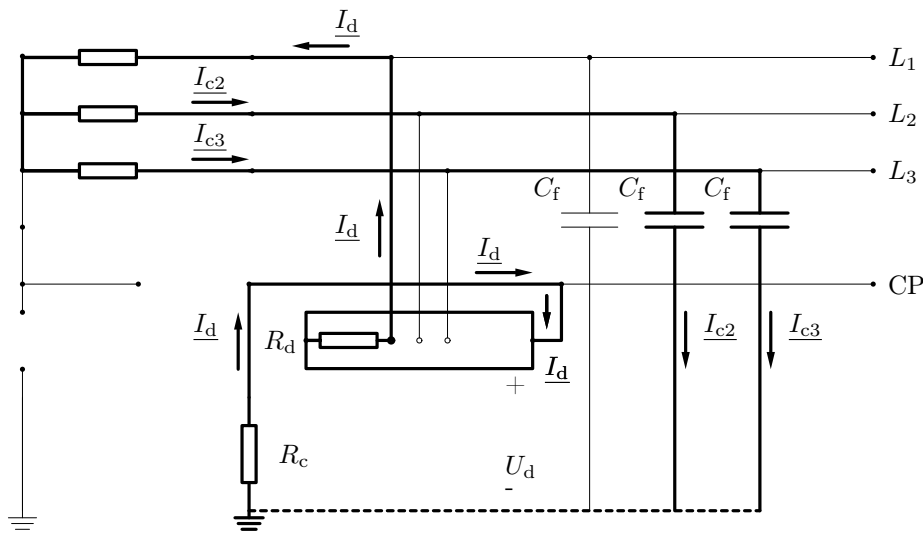 I_d
L_1
I_c2
L_2
I_c3
L_3
C_f C_f C_f
I_d
I_d
CP
I_d
R_d
I_c2
I_c3
I_d
+
R_c
U_d
-